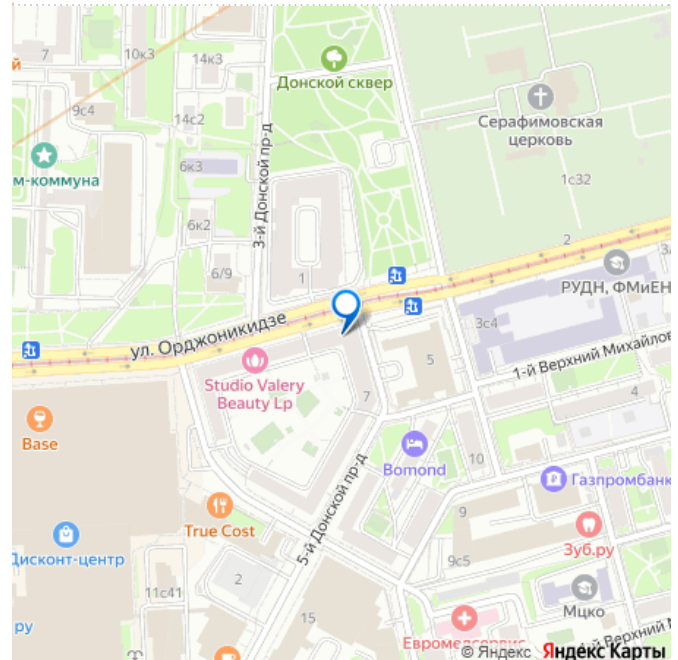 7
10к3
14к3
й
Донской сквер
9с4
14с2
Серафимовская
церковь
м-коммуна
6к3
1с32
3-й Донской пр-д
6к2
2
6/9
1
РУДН, ФМиЕН
ул. Орджоникидзе
3с4
5
1-й Верхний Михайлов
Studio Valery
Beauty Lp
7
4
Base
Bomond
10
Газпромбанк
5-й Донской пр-д
True Cost
9
Зуб.ру
Дисконт-центр
9с5
2
11с41
Мцко
15
ру
Евромедсервис
© Яндекс Яндекс Карты